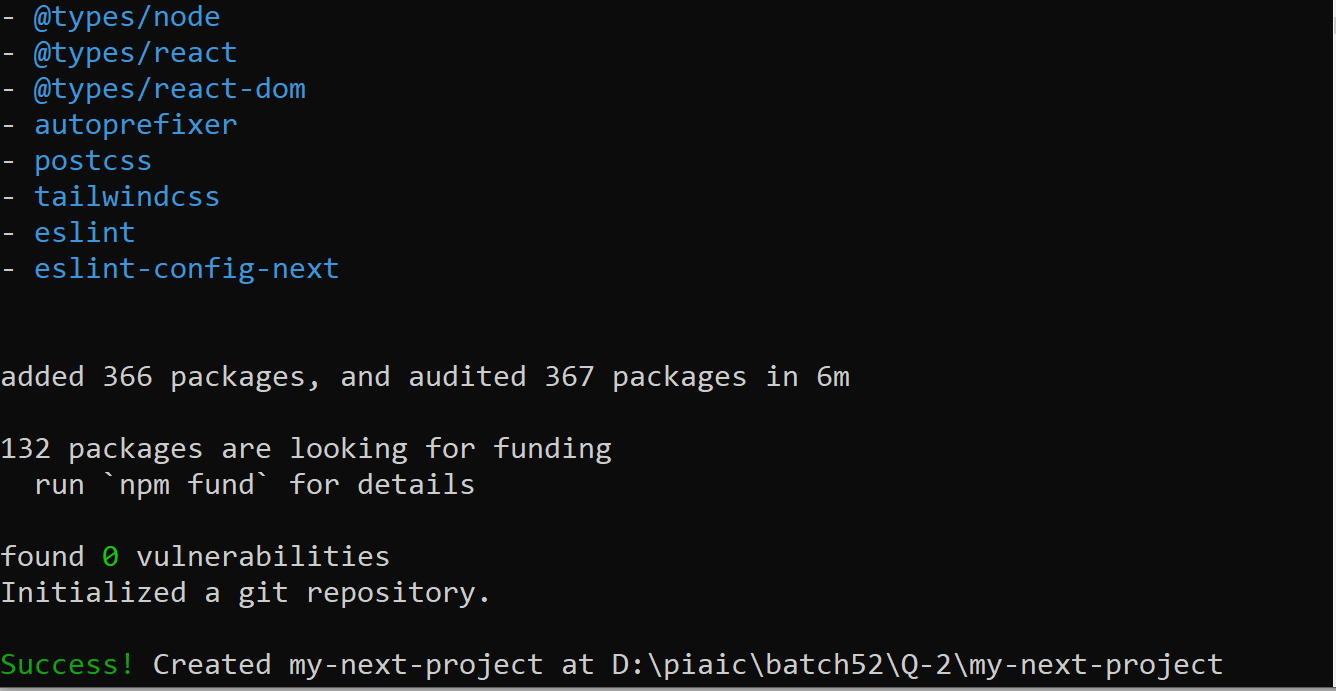 - @types/node
- @types/react
- @types/react-dom
- autoprefixer
- postcss
- tailwindcss
- eslint
- eslint-config-next
added 366 packages, and audited 367 packages in 6m
132 packages are looking for funding
  run `npm fund` for details
found 0 vulnerabilities
Initialized a git repository.
Success! Created my-next-project at D:\piaic\batch52\Q-2\my-next-project